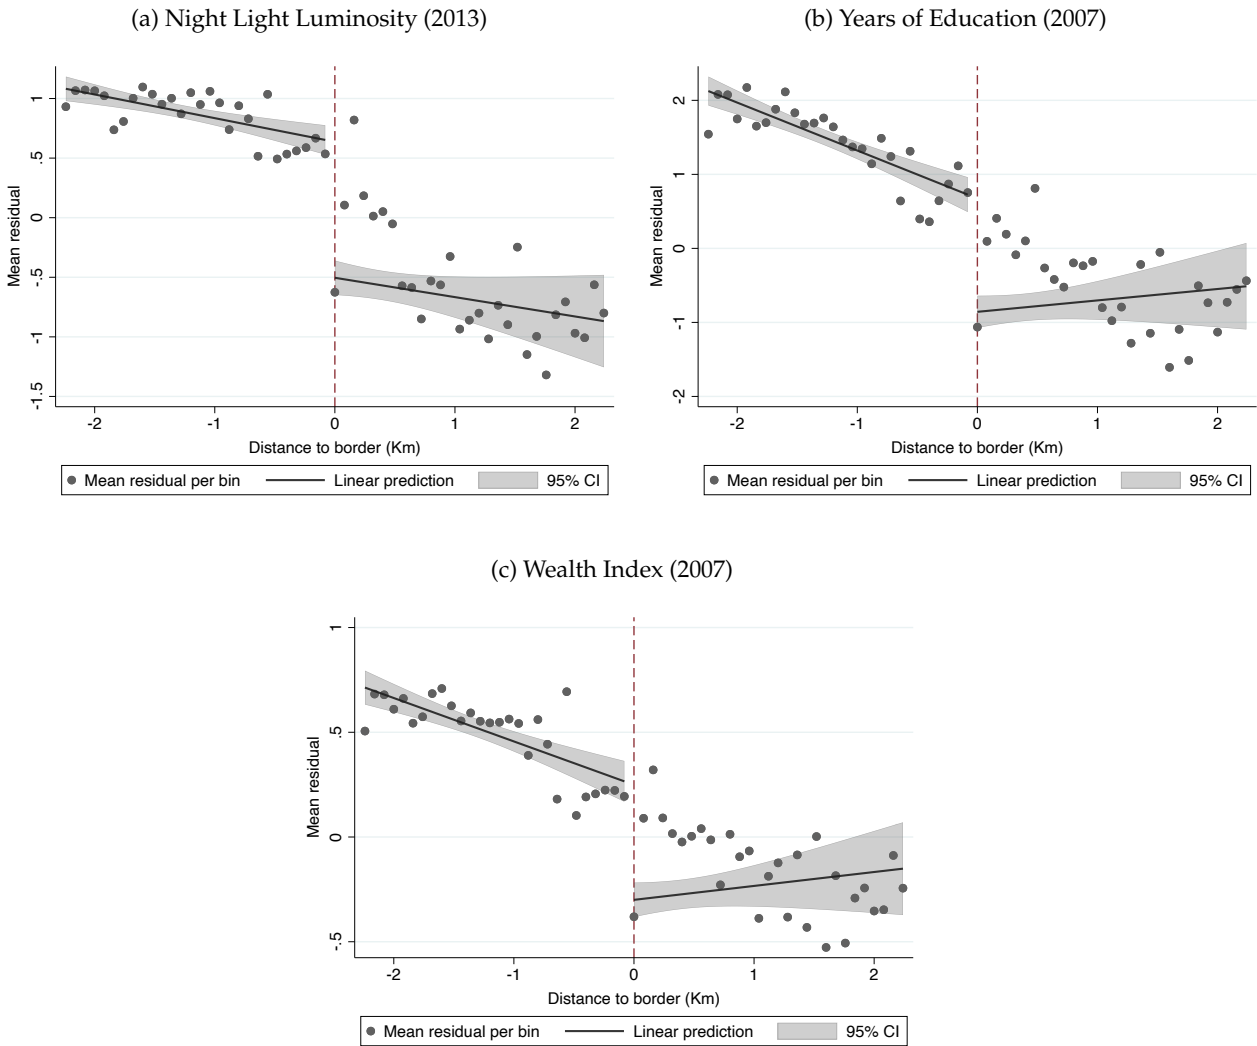 (a) Night Light Luminosity (2013)
Mean residual
1
.5
0
-.5
-1
-1.5
-2 -1 0 1 2
Distance to border (Km)
Mean residual per bin Linear prediction 95% CI
(b) Years of Education (2007)
Mean residual
2
1
0
-1
-2
-2 -1 0 1 2
Distance to border (Km)
Mean residual per bin Linear prediction 95% CI
(c) Wealth Index (2007)
Mean residual
1
.5
0
-.5
-2 -1 0 1 2
Distance to border (Km)
Mean residual per bin Linear prediction 95% CI